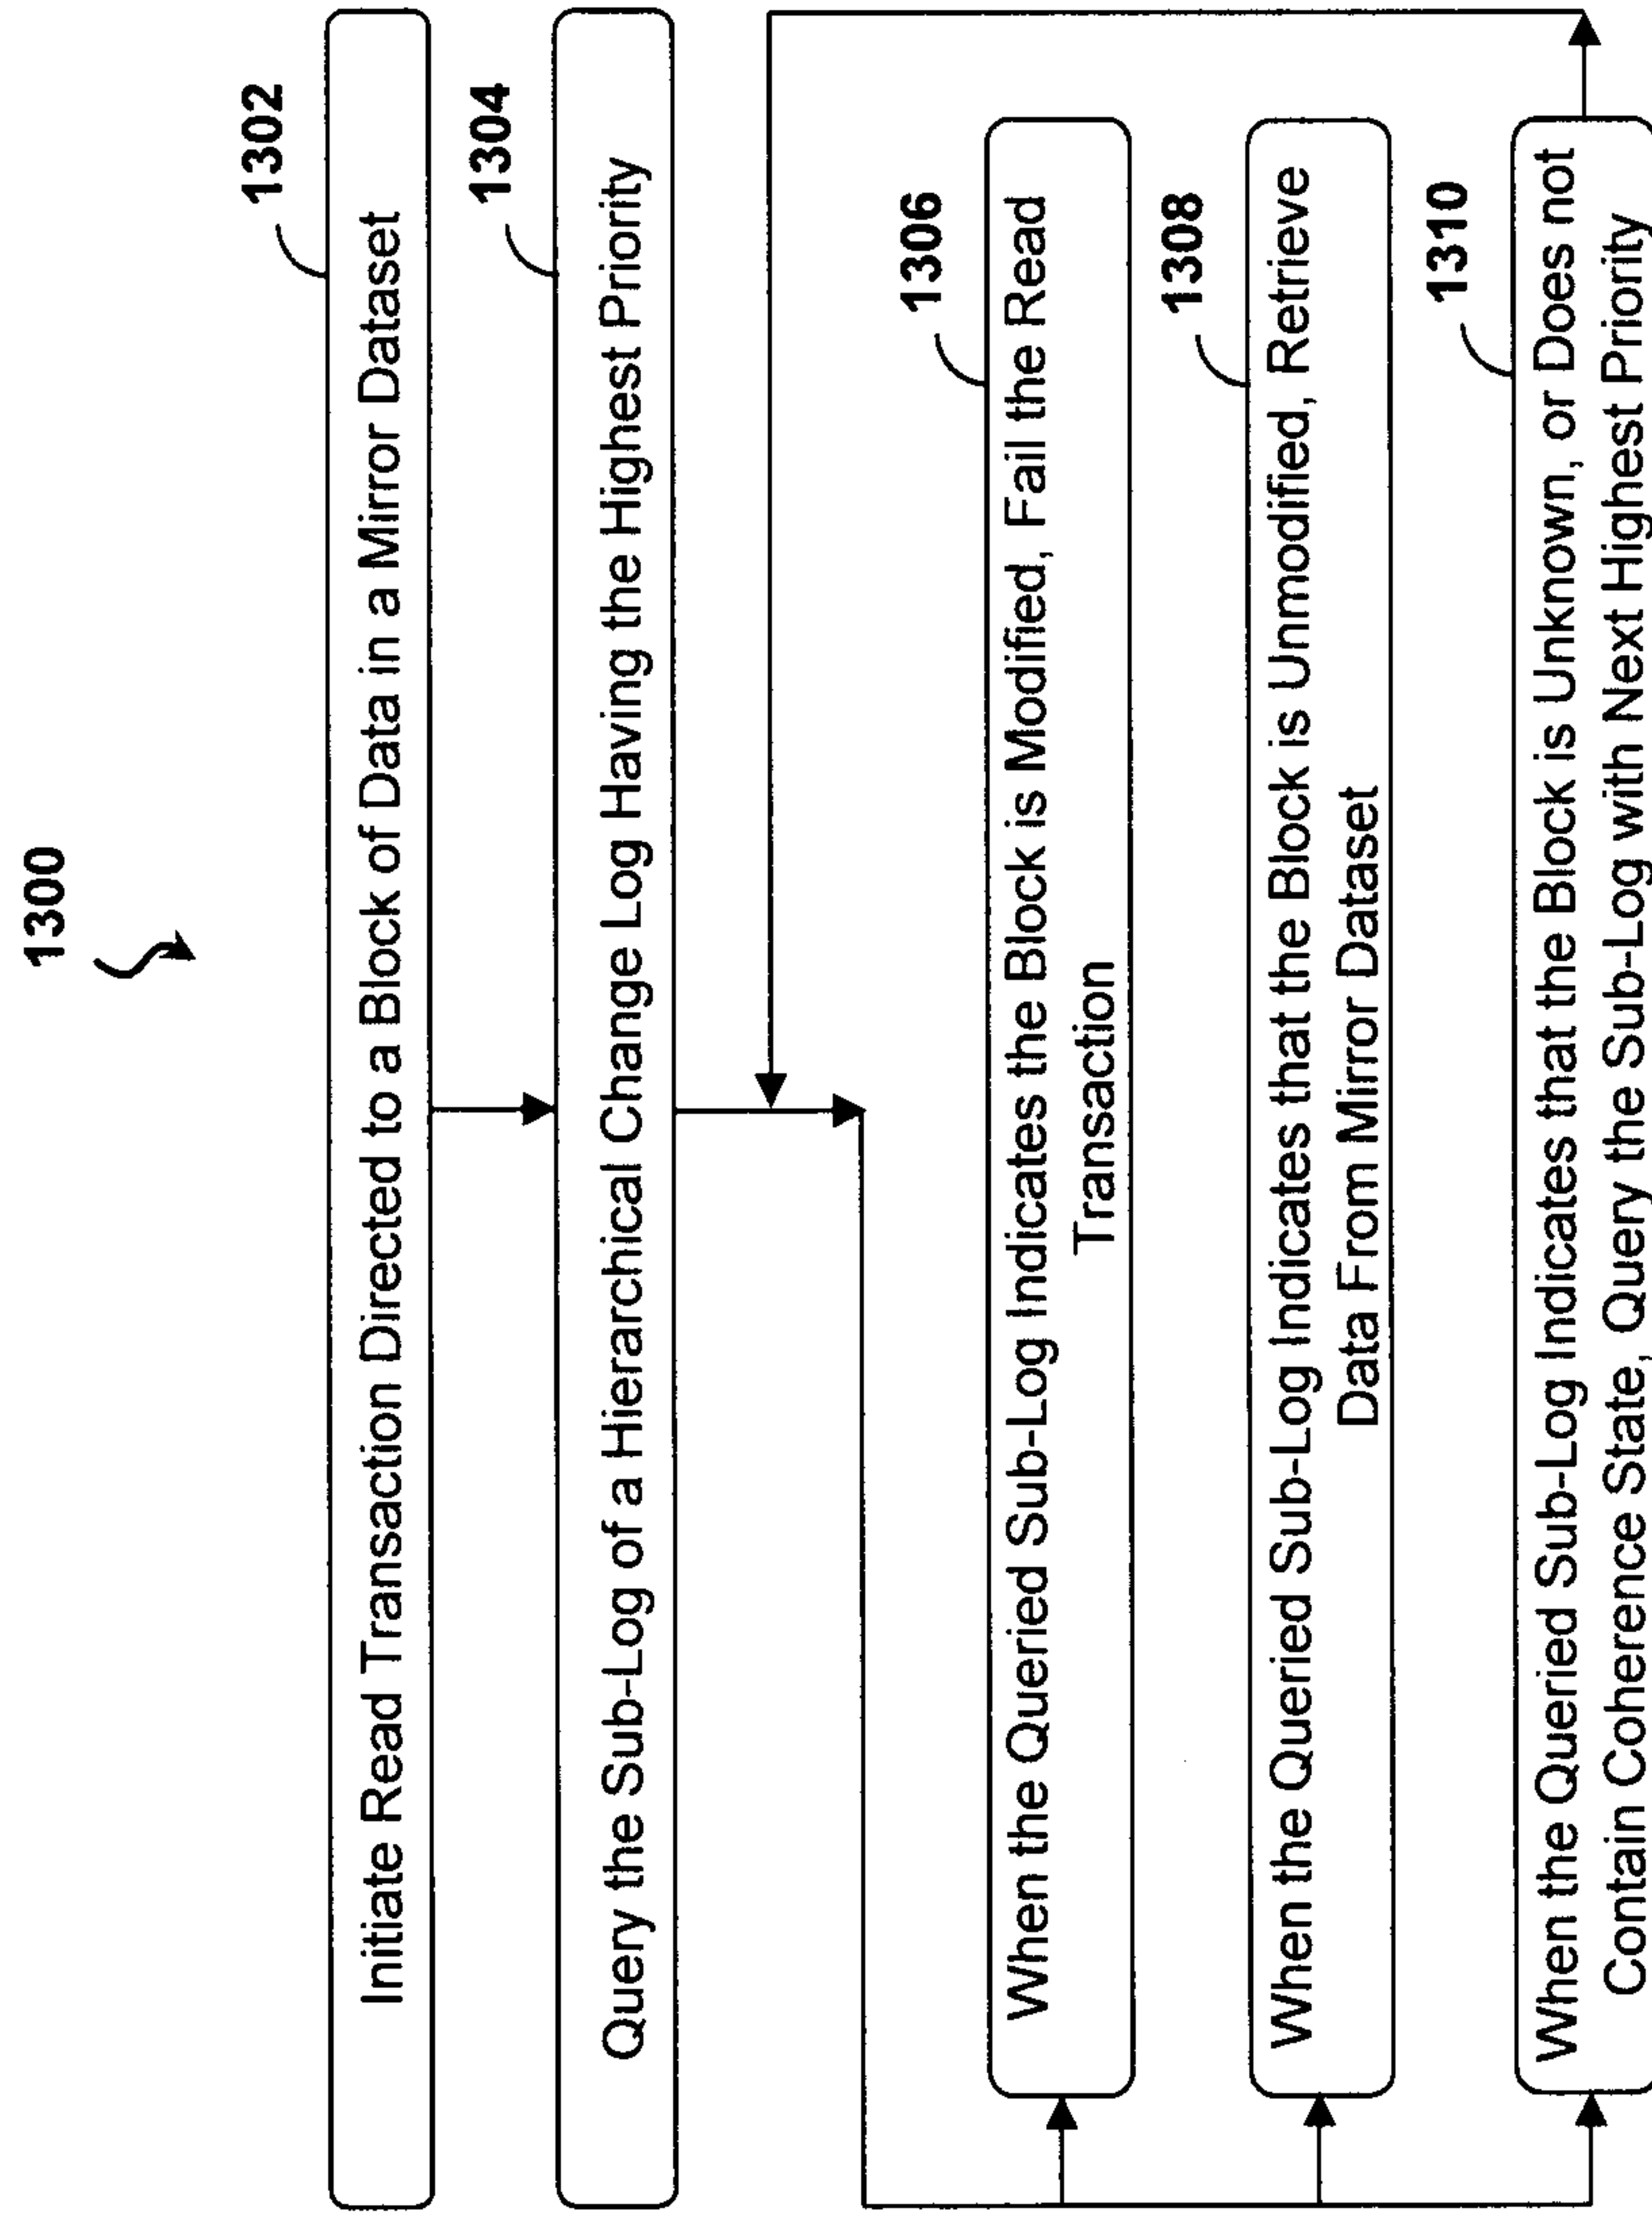 1300
1302
Initiate Read Transaction Directed to a Block of Data in a Mirror Dataset
1304
Query the Sub-Log of a Hierarchical Change Log Having the Highest Priority
1306
When the Queried Sub-Log Indicates the Block is Modified, Fail the Read
Transaction
1308
When the Queried Sub-Log Indicates that the Block is Unmodified, Retrieve
Data From Mirror Dataset
1310
When the Queried Sub-Log Indicates that the Block is Unknown, or Does not
Contain Coherence State, Query the Sub-Log with Next Highest Priority